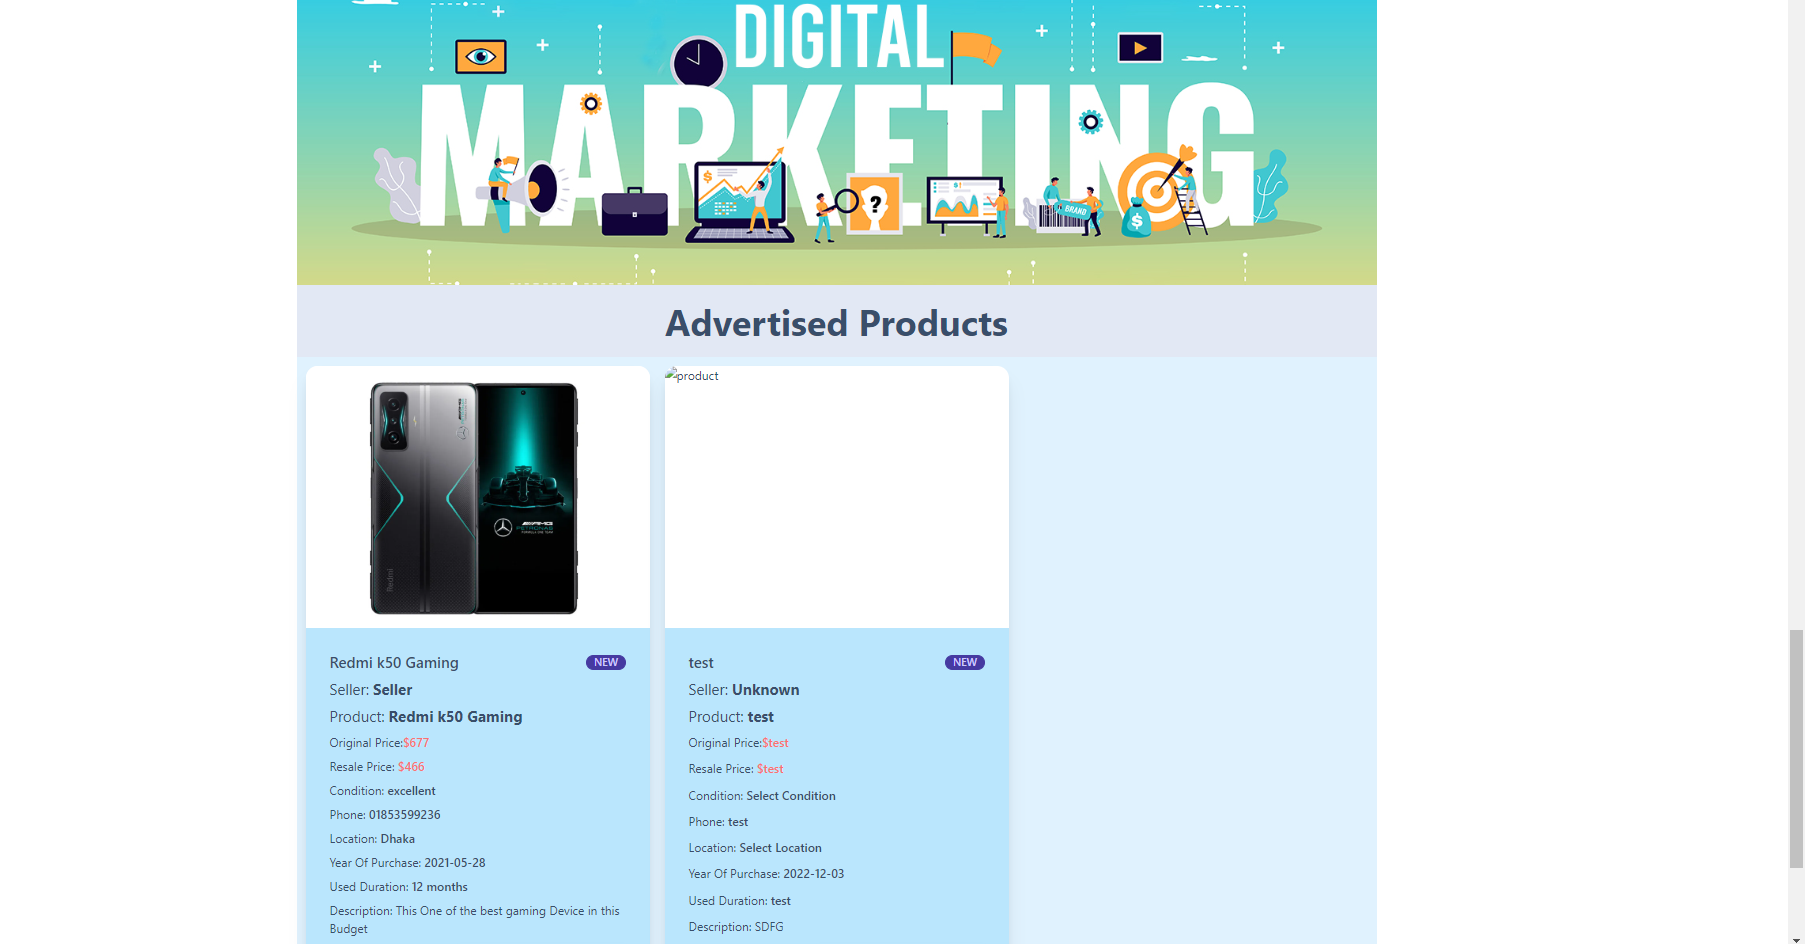 DIGITAL
MARKETING
$
?
$
BRAND
$
Advertised Products
product
AMG
PETRONAS
Redmi
Redmi k50 Gaming
NEW
Seller: Seller
Product: Redmi k50 Gaming
Original Price:$677
Resale Price: $466
Condition: excellent
Phone: 01853599236
Location: Dhaka
Year Of Purchase: 2021-05-28
Used Duration: 12 months
Description: This One of the best gaming Device in this
Budget
test
NEW
Seller: Unknown
Product: test
Original Price:$test
Resale Price: $test
Condition: Select Condition
Phone: test
Location: Select Location
Year Of Purchase: 2022-12-03
Used Duration: test
Description: SDFG